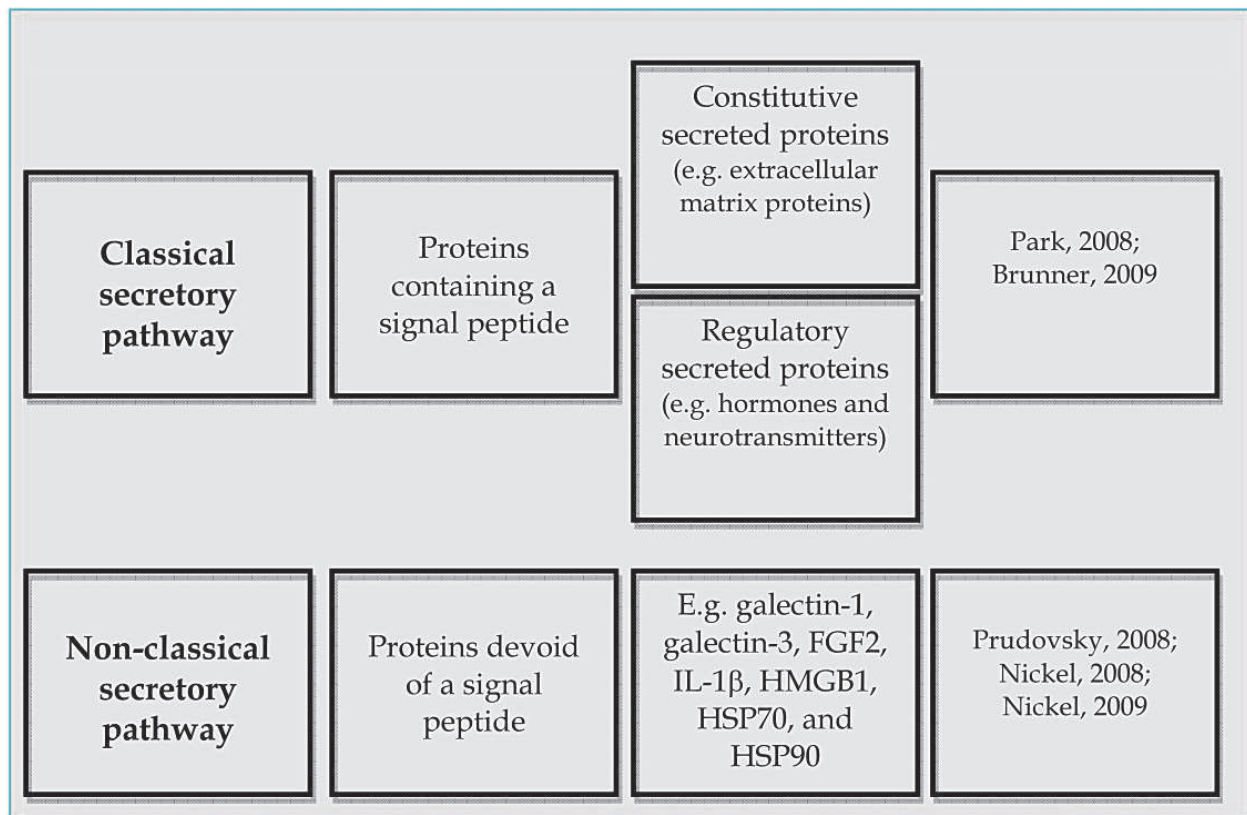 Classical
secretory
pathway
Proteins
containing a
signal peptide
Constitutive
secreted proteins
(e.g. extracellular
matrix proteins)
Regulatory
secreted proteins
(e.g. hormones and
neurotransmitters)
Park, 2008;
Brunner, 2009
Non-classical
secretory
pathway
Proteins devoid
of a signal
peptide
E.g. galectin-1,
galectin-3, FGF2,
IL-1β, HMGB1,
HSP70, and
HSP90
Prudovsky, 2008;
Nickel, 2008;
Nickel, 2009